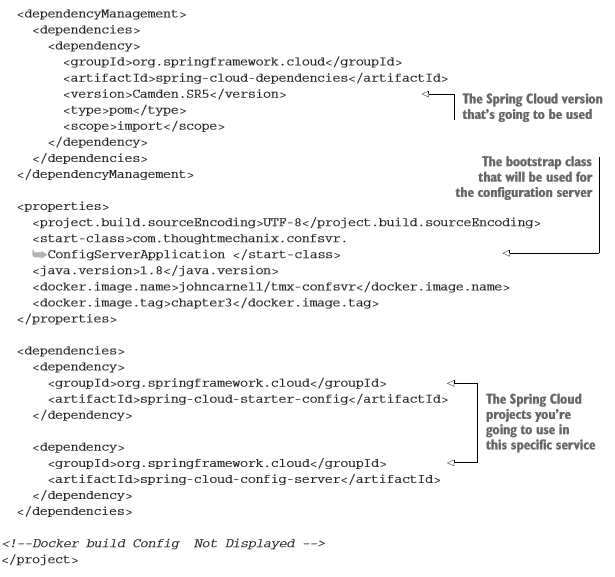 <dependencyManagement>
<dependencies>
<dependency>
<groupId>org.springframework.cloud</groupId>
<artifactId>spring-cloud-dependencies</artifactId>
<version>Camden.SR5</version>
<type>pom</type>
<scope>import</scope>
</dependency>
</dependencies>
</dependencyManagement>
The Spring Cloud version
that's going to be used
The bootstrap class
that will be used for
the configuration server
<properties>
<project.build.sourceEncoding>UTF-8</project.build.sourceEncoding>
<start-class>com.thoughtmechanix.confsvr.
➥ConfigServerApplication </start-class>
<java.version>1.8</java.version>
<docker.image.name>johncarnell/tmx-confsvr</docker.image.name>
<docker.image.tag>chapter3</docker.image.tag>
</properties>
<dependencies>
<dependency>
<groupId>org.springframework.cloud</groupId>
<artifactId>spring-cloud-starter-config</artifactId>
</dependency>
<dependency>
<groupId>org.springframework.cloud</groupId>
<artifactId>spring-cloud-config-server</artifactId>
</dependency>
</dependencies>
The Spring Cloud
projects you're
going to use in
this specific service
<!--Docker build Config Not Displayed -->
</project>